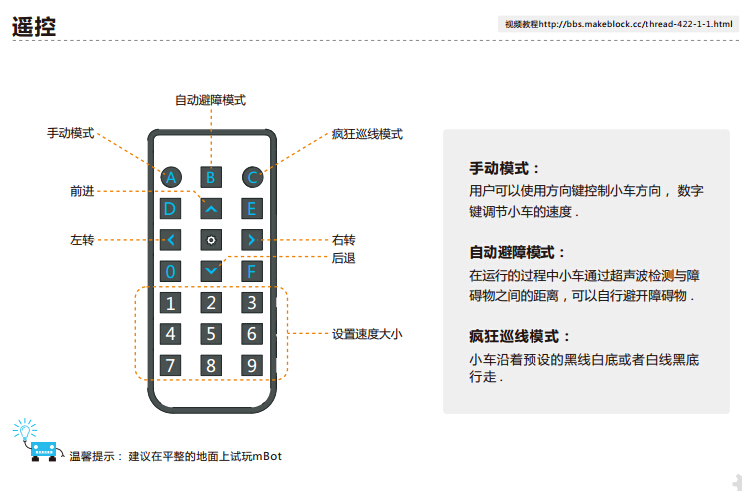 遥控
视频教程http://bbs.makeblock.cc/thread-422-1-1.html
自动避障模式
手动模式
疯狂巡线模式
A B C
前进
D E
左转
右转
后退
0 F
1 2 3
4 5 6
设置速度大小
7 8 9
手动模式：
用户可以使用方向键控制小车方向，数字
键调节小车的速度.
自动避障模式：
在运行的过程中小车通过超声波检测与障
碍物之间的距离，可以自行避开障碍物.
疯狂巡线模式：
小车沿着预设的黑线白底或者白线黑底
行走.
温馨提示：建议在平整的地面上试玩mBot